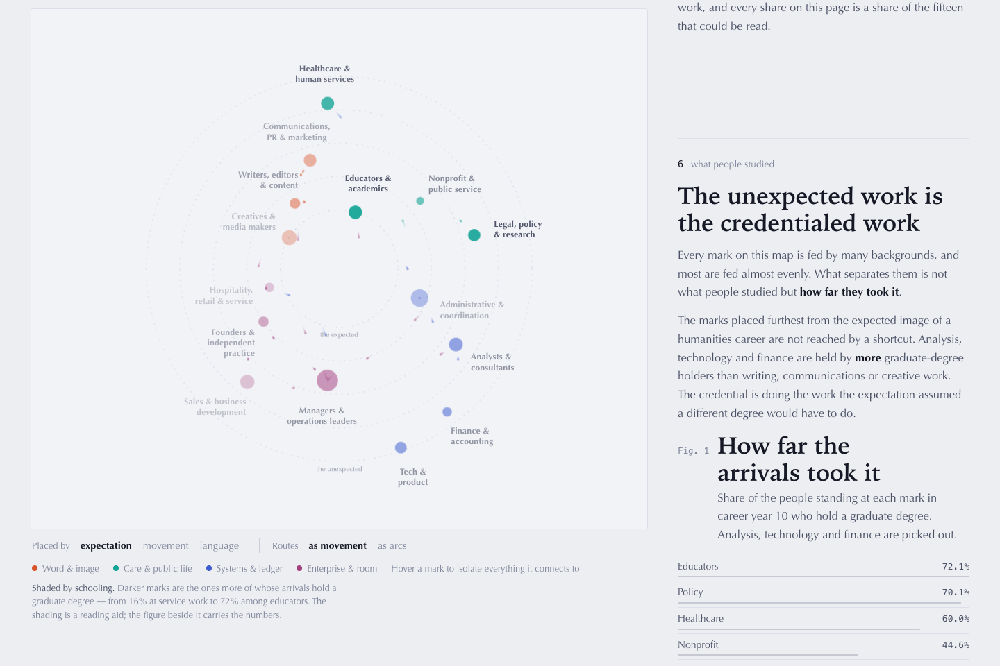 work, and every share on this page is a share of the fifteen
that could be read.
Healthcare &
human services
Communications,
PR & marketing
Writers, editors
& content
Educators &
academics
Nonprofit &
public service
Creatives &
media makers
Legal, policy
& research
Hospitality,
retail & service
Administrative &
coordination
Founders &
independent
practice
the expected
Analysts &
consultants
Sales & business
development
Managers &
operations leaders
Finance &
accounting
the unexpected
Tech &
product
Placed by expectation movement language Routes as movement as arcs
Word & image Care & public life Systems & ledger Enterprise & room Hover a mark to isolate everything it connects to
Shaded by schooling. Darker marks are the ones more of whose arrivals hold a
graduate degree — from 16% at service work to 72% among educators. The
shading is a reading aid; the figure beside it carries the numbers.
6 what people studied
The unexpected work is
the credentialed work
Every mark on this map is fed by many backgrounds, and
most are fed almost evenly. What separates them is not
what people studied but how far they took it.
The marks placed furthest from the expected image of a
humanities career are not reached by a shortcut. Analysis,
technology and finance are held by more graduate-degree
holders than writing, communications or creative work.
The credential is doing the work the expectation assumed
a different degree would have to do.
Fig. 1 How far the
arrivals took it
Share of the people standing at each mark in
career year 10 who hold a graduate degree.
Analysis, technology and finance are picked out.
Educators 72.1%
Policy 70.1%
Healthcare 60.0%
Nonprofit 44.6%